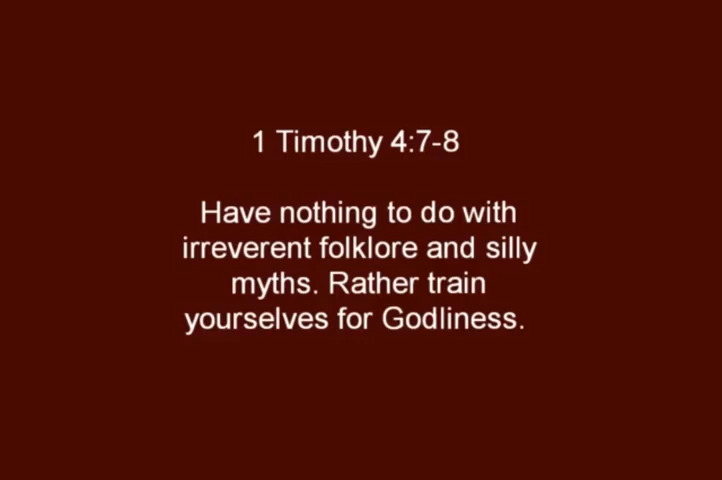 1 Timothy 4:7-8
Have nothing to do with
irreverent folklore and silly
myths. Rather train
yourselves for Godliness.